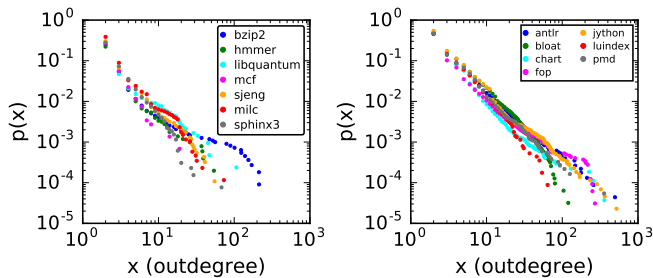 10^0
10^-1
10^-2
10^-3
10^-4
10^-5
p(x)
10^0 10^1 10^2 10^3
x (outdegree)
bzip2
hmmer
libquantum
mcf
sjeng
milc
sphinx3
10^0
10^-1
10^-2
10^-3
10^-4
10^-5
p(x)
10^0 10^1 10^2 10^3
x (outdegree)
antlr jython
bloat luindex
chart pmd
fop